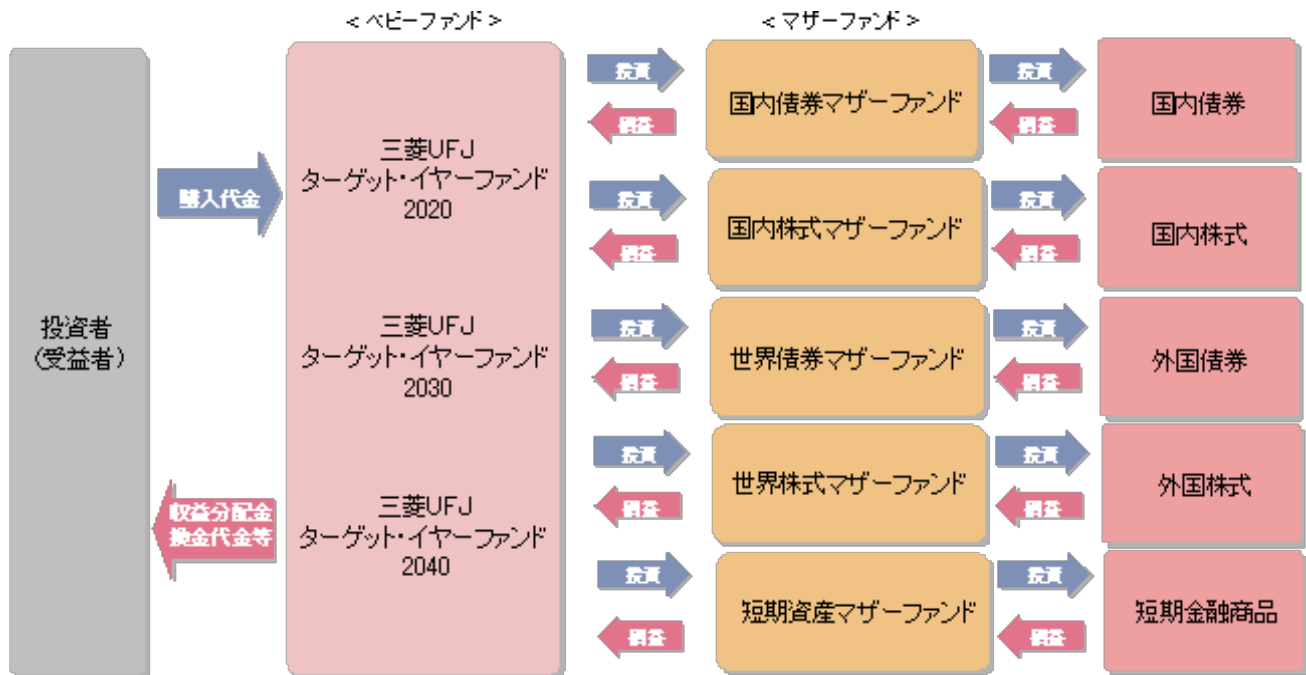 <ベビーファンド>
<マザーファンド>
投資者
(受益者)
購入代金
収益分配金
換金代金等
三菱UFJ
ターゲット・イヤーファンド
2020
三菱UFJ
ターゲット・イヤーファンド
2030
三菱UFJ
ターゲット・イヤーファンド
2040
投資
損益
国内債券マザーファンド
投資
損益
国内債券
投資
損益
国内株式マザーファンド
投資
損益
国内株式
投資
損益
世界債券マザーファンド
投資
損益
外国債券
投資
損益
世界株式マザーファンド
投資
損益
外国株式
投資
損益
短期資産マザーファンド
投資
損益
短期金融商品